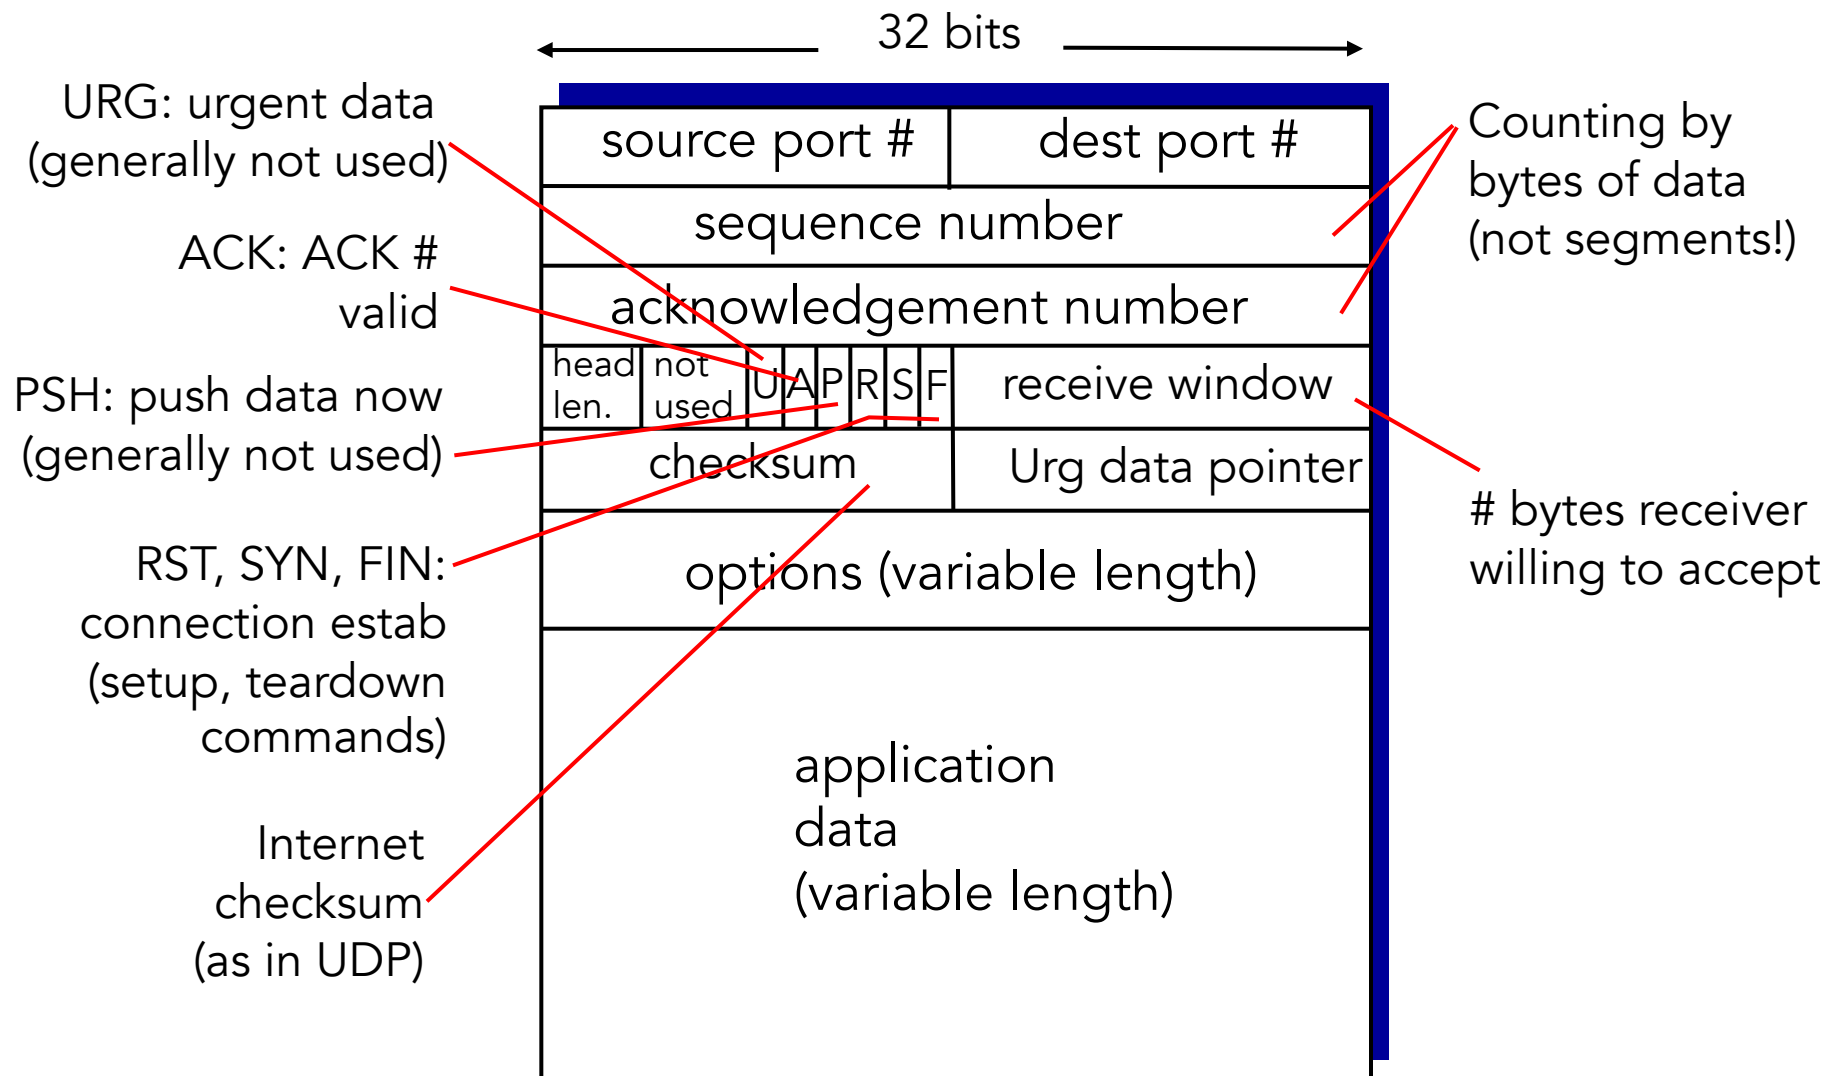 32 bits
URG: urgent data
(generally not used)
ACK: ACK #
valid
PSH: push data now
(generally not used)
RST, SYN, FIN:
connection estab
(setup, teardown
commands)
Internet
checksum
(as in UDP)
source port #
dest port #
sequence number
acknowledgement number
head
len.
not
used
U
A
P
R
S
F
receive window
checksum
Urg data pointer
options (variable length)
application
data
(variable length)
Counting by
bytes of data
(not segments!)
# bytes receiver
willing to accept